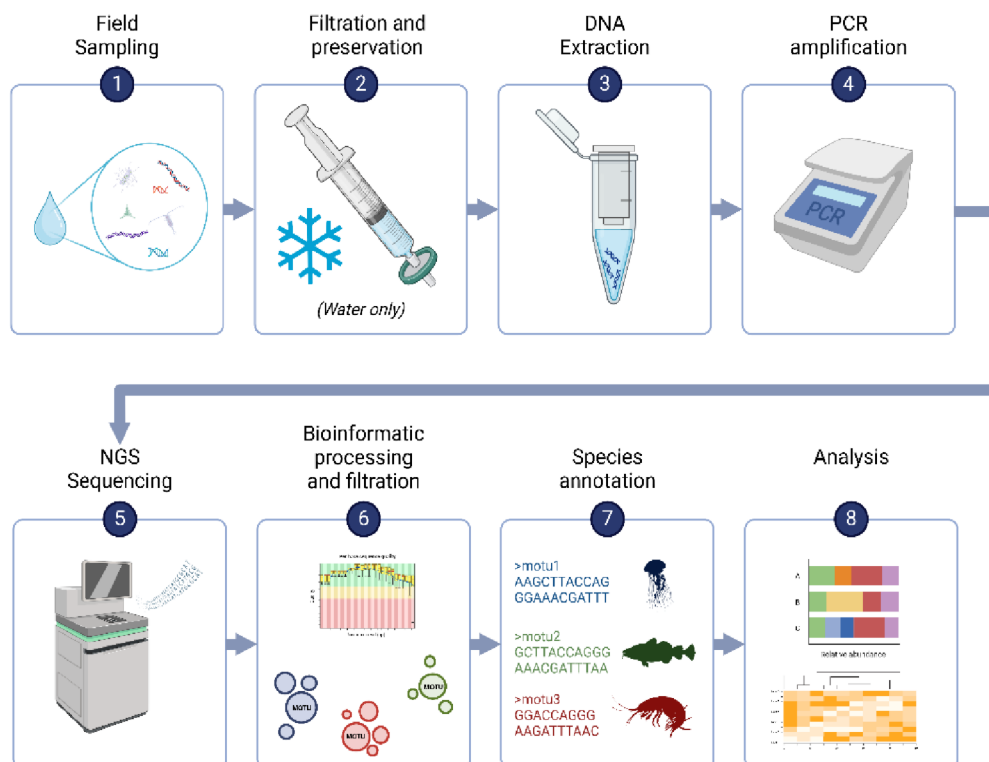 Field
Sampling
1
Filtration and
preservation
2
(Water only)
DNA
Extraction
3
PCR
amplification
4
PCR
NGS
Sequencing
5
Bioinformatic
processing
and filtration
6
MOTU
MOTU
MOTU
Species
annotation
7
>motu1
AAGCTTACCAG
GGAAACGATTT
>motu2
GCTTACCAGGG
AAACGATTTAA
>motu3
GGACCAGGG
AAGATTTAAC
Analysis
8
A
B
C
Relative abundance